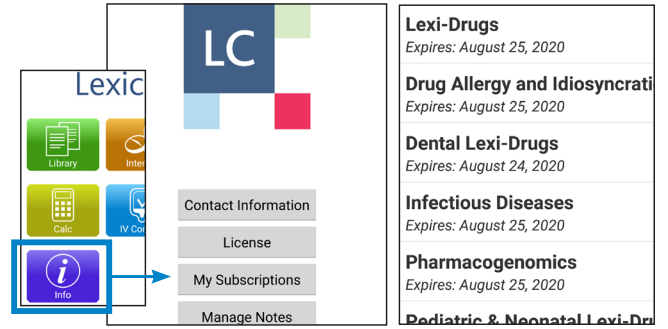 Lexic
Library
Inter
Calc
IV Co
Info
LC
Contact Information
License
My Subscriptions
Manage Notes
Lexi-Drugs
Expires: August 25, 2020
Drug Allergy and Idiosyncrati
Expires: August 25, 2020
Dental Lexi-Drugs
Expires: August 24, 2020
Infectious Diseases
Expires: August 25, 2020
Pharmacogenomics
Expires: August 25, 2020
Pediatric & Neonatal Lexi-Dru